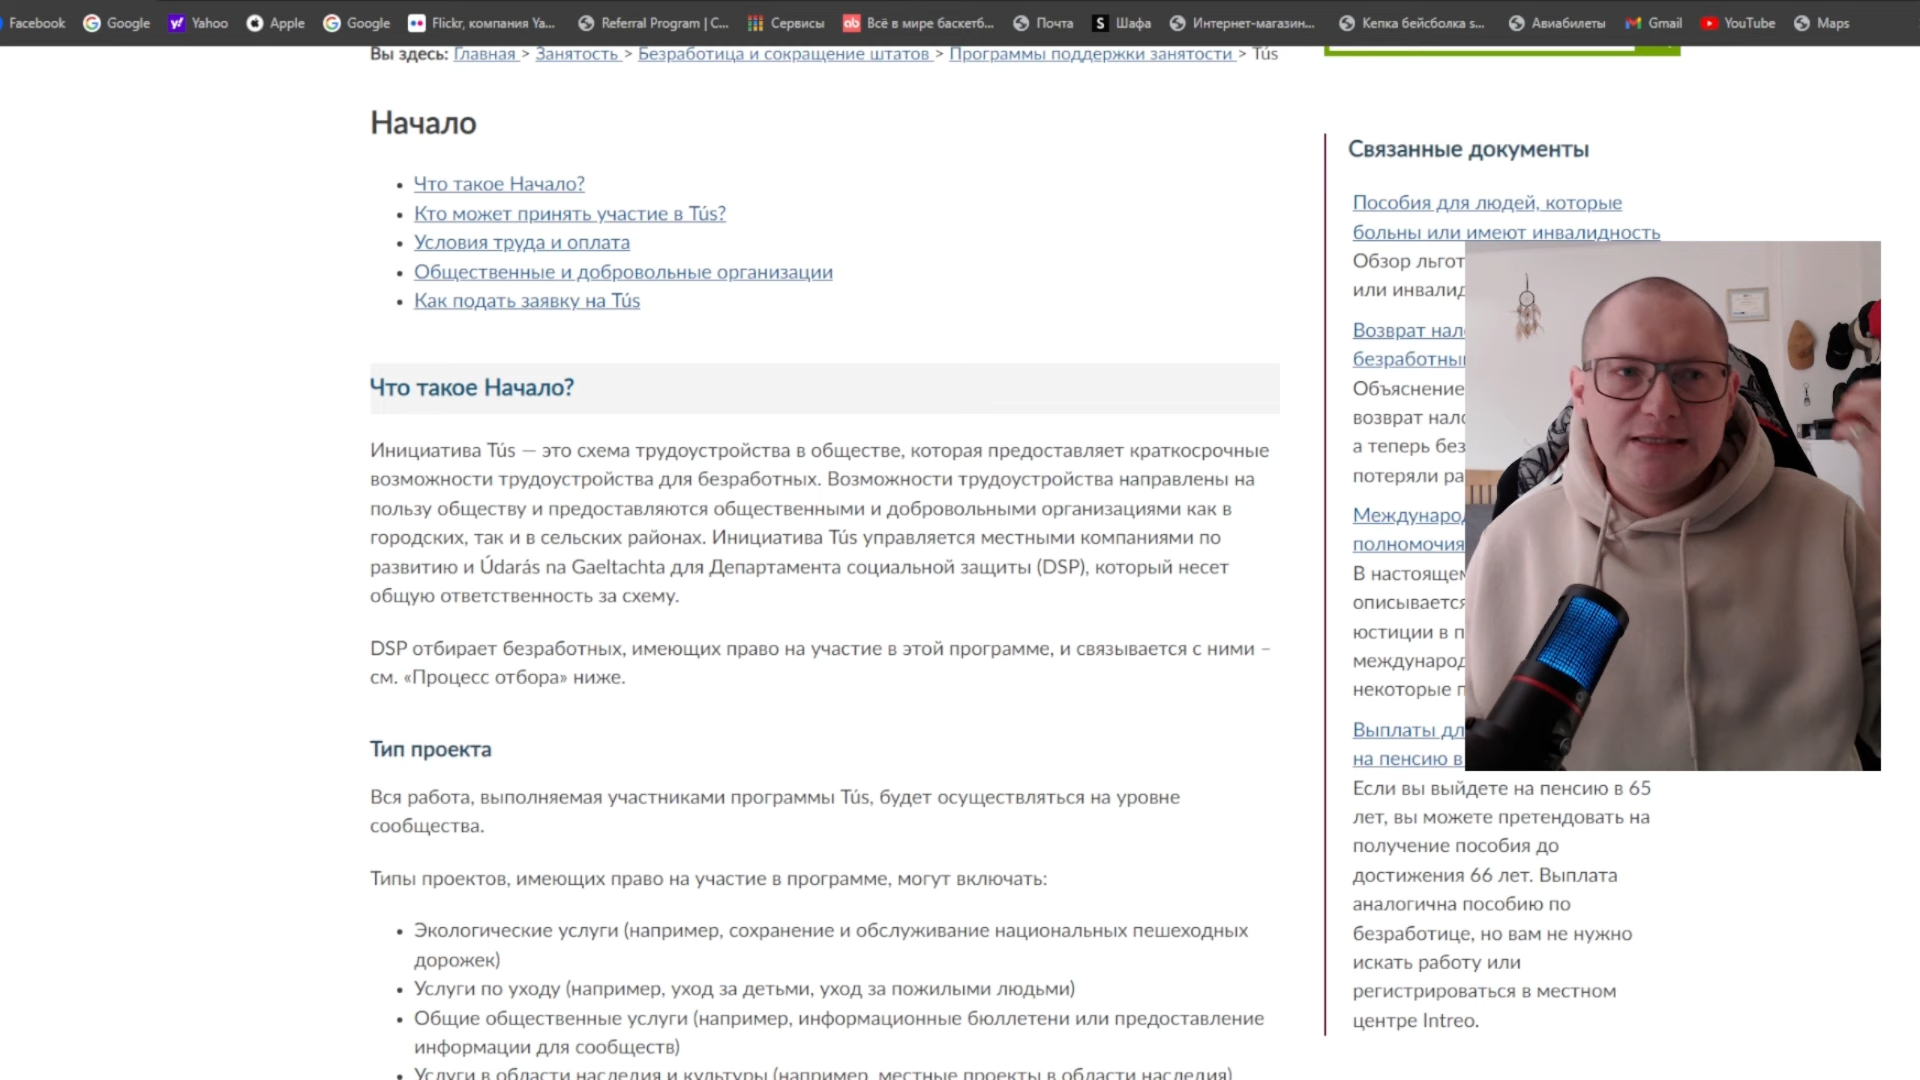 Facebook Google Yahoo Apple Google Flickr, компания Ya... Referral Program | C... Сервисы Всё в мире баскетб... Почта Шафа Интернет-магазин... Кепка бейсболка s... Авиабилеты Gmail YouTube Maps
Вы здесь: Главная > Занятость > Безработица и сокращение штатов > Программы поддержки занятости > Tús
Начало
• Что такое Начало?
• Кто может принять участие в Tús?
• Условия труда и оплата
• Общественные и добровольные организации
• Как подать заявку на Tús
Что такое Начало?
Инициатива Tús — это схема трудоустройства в обществе, которая предоставляет краткосрочные
возможности трудоустройства для безработных. Возможности трудоустройства направлены на
пользу обществу и предоставляются общественными и добровольными организациями как в
городских, так и в сельских районах. Инициатива Tús управляется местными компаниями по
развитию и Údarás na Gaeltachta для Департамента социальной защиты (DSP), который несет
общую ответственность за схему.
DSP отбирает безработных, имеющих право на участие в этой программе, и связывается с ними –
см. «Процесс отбора» ниже.
Тип проекта
Вся работа, выполняемая участниками программы Tús, будет осуществляться на уровне
сообщества.
Типы проектов, имеющих право на участие в программе, могут включать:
• Экологические услуги (например, сохранение и обслуживание национальных пешеходных
дорожек)
• Услуги по уходу (например, уход за детьми, уход за пожилыми людьми)
• Общие общественные услуги (например, информационные бюллетени или предоставление
информации для сообществ)
• Услуги в области наследия и культуры (например, местные проекты в области наследия)
Связанные документы
Пособия для людей, которые
больны или имеют инвалидность
Обзор льгот
или инвалид
Возврат нал
безработны
Объяснение
возврат нало
а теперь без
потеряли ра
Международ
полномочия
В настоящем
описывается
юстиции в п
международ
некоторые п
Выплаты дл
на пенсию в
Если вы выйдете на пенсию в 65
лет, вы можете претендовать на
получение пособия до
достижения 66 лет. Выплата
аналогична пособию по
безработице, но вам не нужно
искать работу или
регистрироваться в местном
центре Intreo.